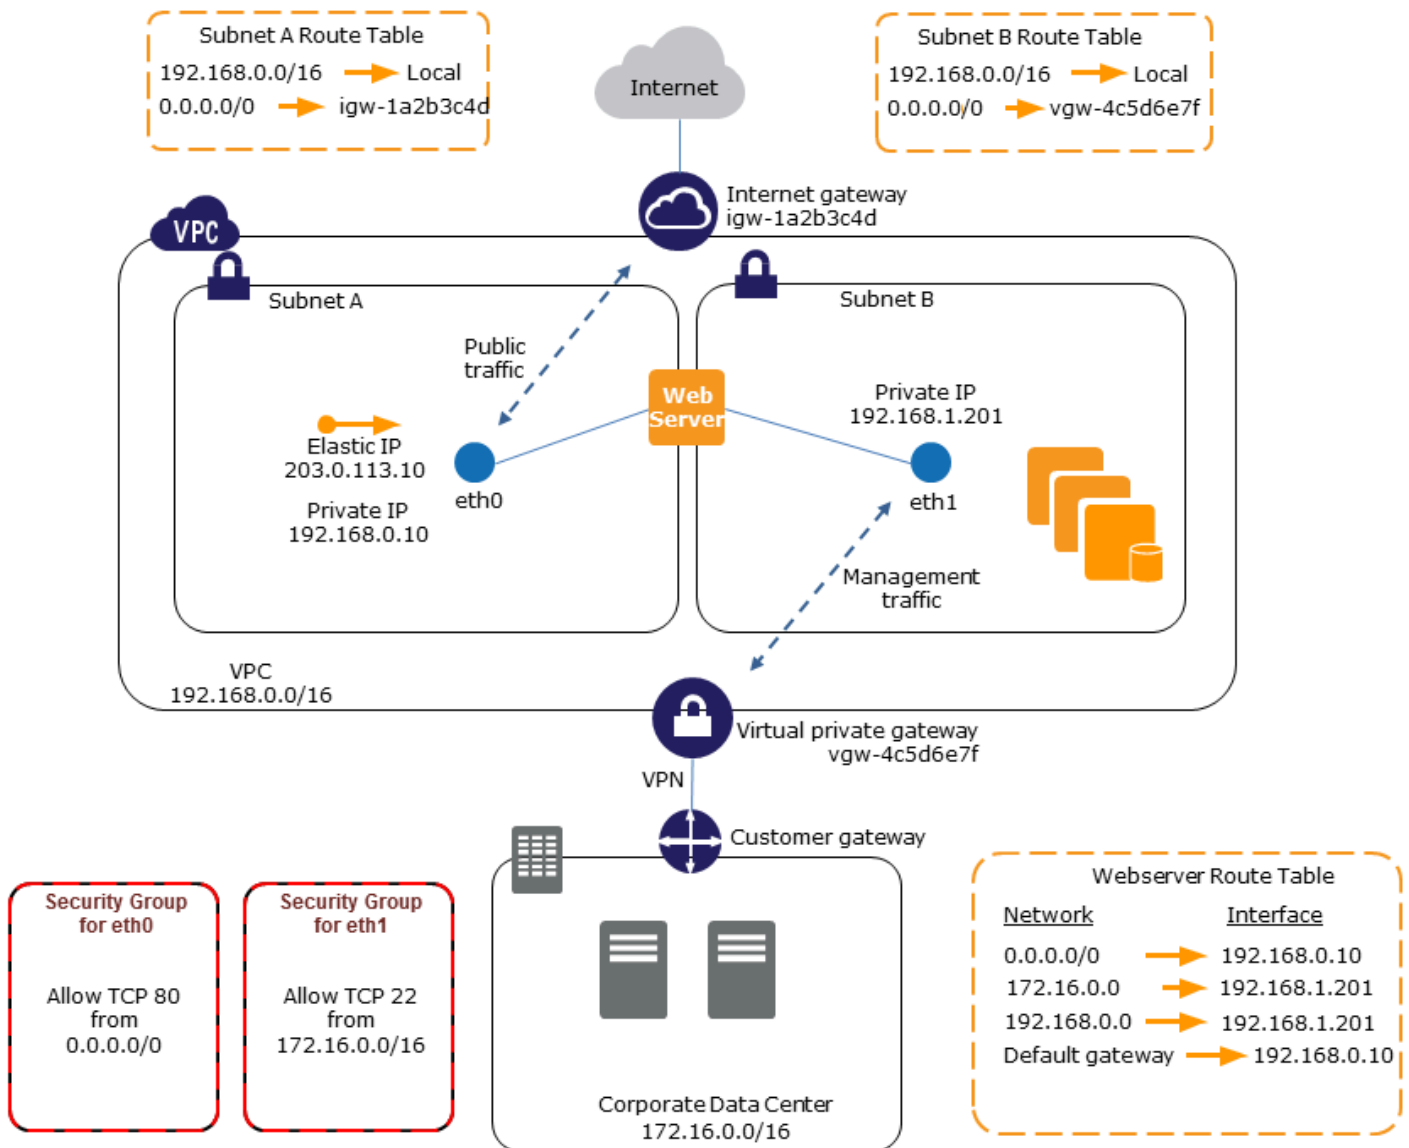 Subnet A Route Table
192.168.0.0/16 Local
0.0.0.0/0 igw-1a2b3c4d
Internet
Subnet B Route Table
192.168.0.0/16 Local
0.0.0.0/0 vgw-4c5d6e7f
Internet gateway
igw-1a2b3c4d
VPC
Subnet A
Subnet B
Public
traffic
Web
Server
Elastic IP
203.0.113.10
Private IP
192.168.0.10
eth0
Private IP
192.168.1.201
eth1
Management
traffic
VPC
192.168.0.0/16
Virtual private gateway
vgw-4c5d6e7f
VPN
Customer gateway
Security Group
for eth0
Allow TCP 80
from
0.0.0.0/0
Security Group
for eth1
Allow TCP 22
from
172.16.0.0/16
Corporate Data Center
172.16.0.0/16
Webserver Route Table
Network Interface
0.0.0.0/0 192.168.0.10
172.16.0.0 192.168.1.201
192.168.0.0 192.168.1.201
Default gateway 192.168.0.10